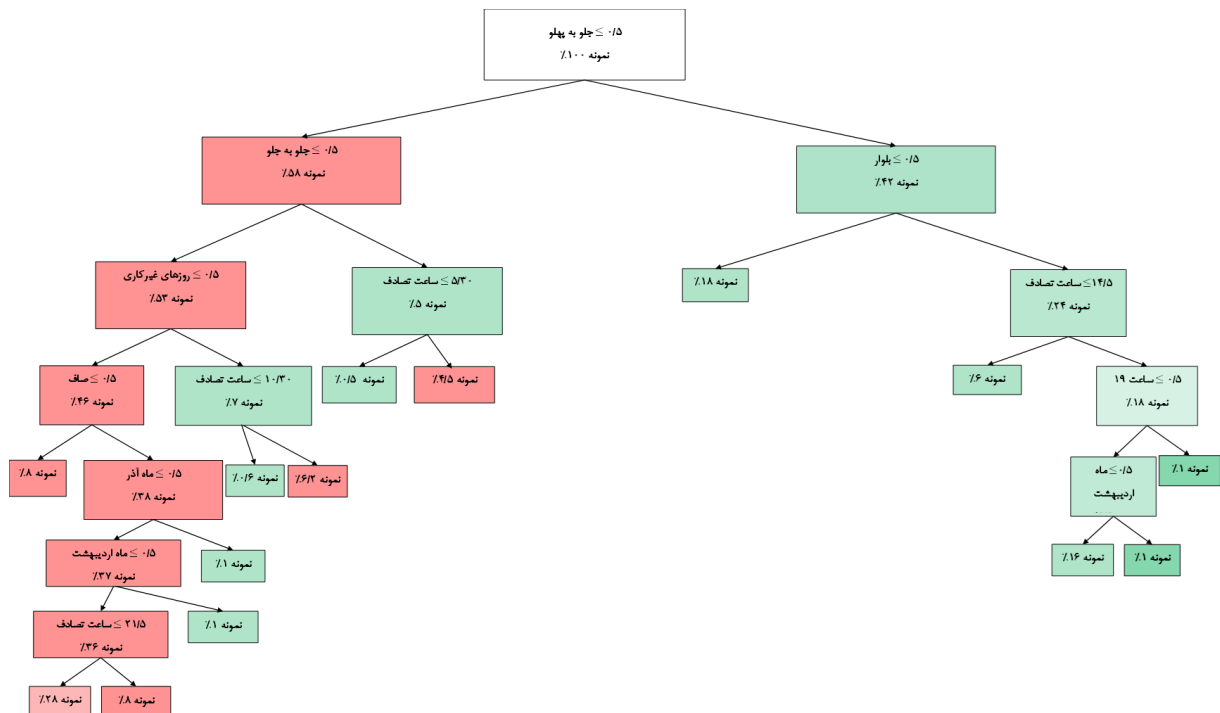 جلو به پهلو ≤ ۰/۵
نمونه ۱۰۰٪
جلو به جلو ≤ ۰/۵
نمونه ۵۸٪
بلوار ≤ ۰/۵
نمونه ۴۲٪
روزهای غیرکاری ≤ ۰/۵
نمونه ۵۳٪
ساعت تصادف ≤ ۵/۳۰
نمونه ۵٪
نمونه ۱۸٪
ساعت تصادف ≤ ۱۴/۵
نمونه ۲۴٪
صاف ≤ ۰/۵
نمونه ۴۶٪
ساعت تصادف ≤ ۱۰/۳۰
نمونه ۷٪
نمونه ۰/۵٪
نمونه ۴/۵٪
نمونه ۶٪
ساعت ۱۹ ≤ ۰/۵
نمونه ۱۸٪
نمونه ۸٪
ماه آذر ≤ ۰/۵
نمونه ۳۸٪
نمونه ۰/۶٪
نمونه ۶/۲٪
ماه ≤ ۰/۵
اردیبهشت
نمونه ۱٪
ماه اردیبهشت ≤ ۰/۵
نمونه ۳۷٪
نمونه ۱٪
نمونه ۱۶٪
نمونه ۱٪
ساعت تصادف ≤ ۲۱/۵
نمونه ۳۶٪
نمونه ۱٪
نمونه ۲۸٪
نمونه ۸٪